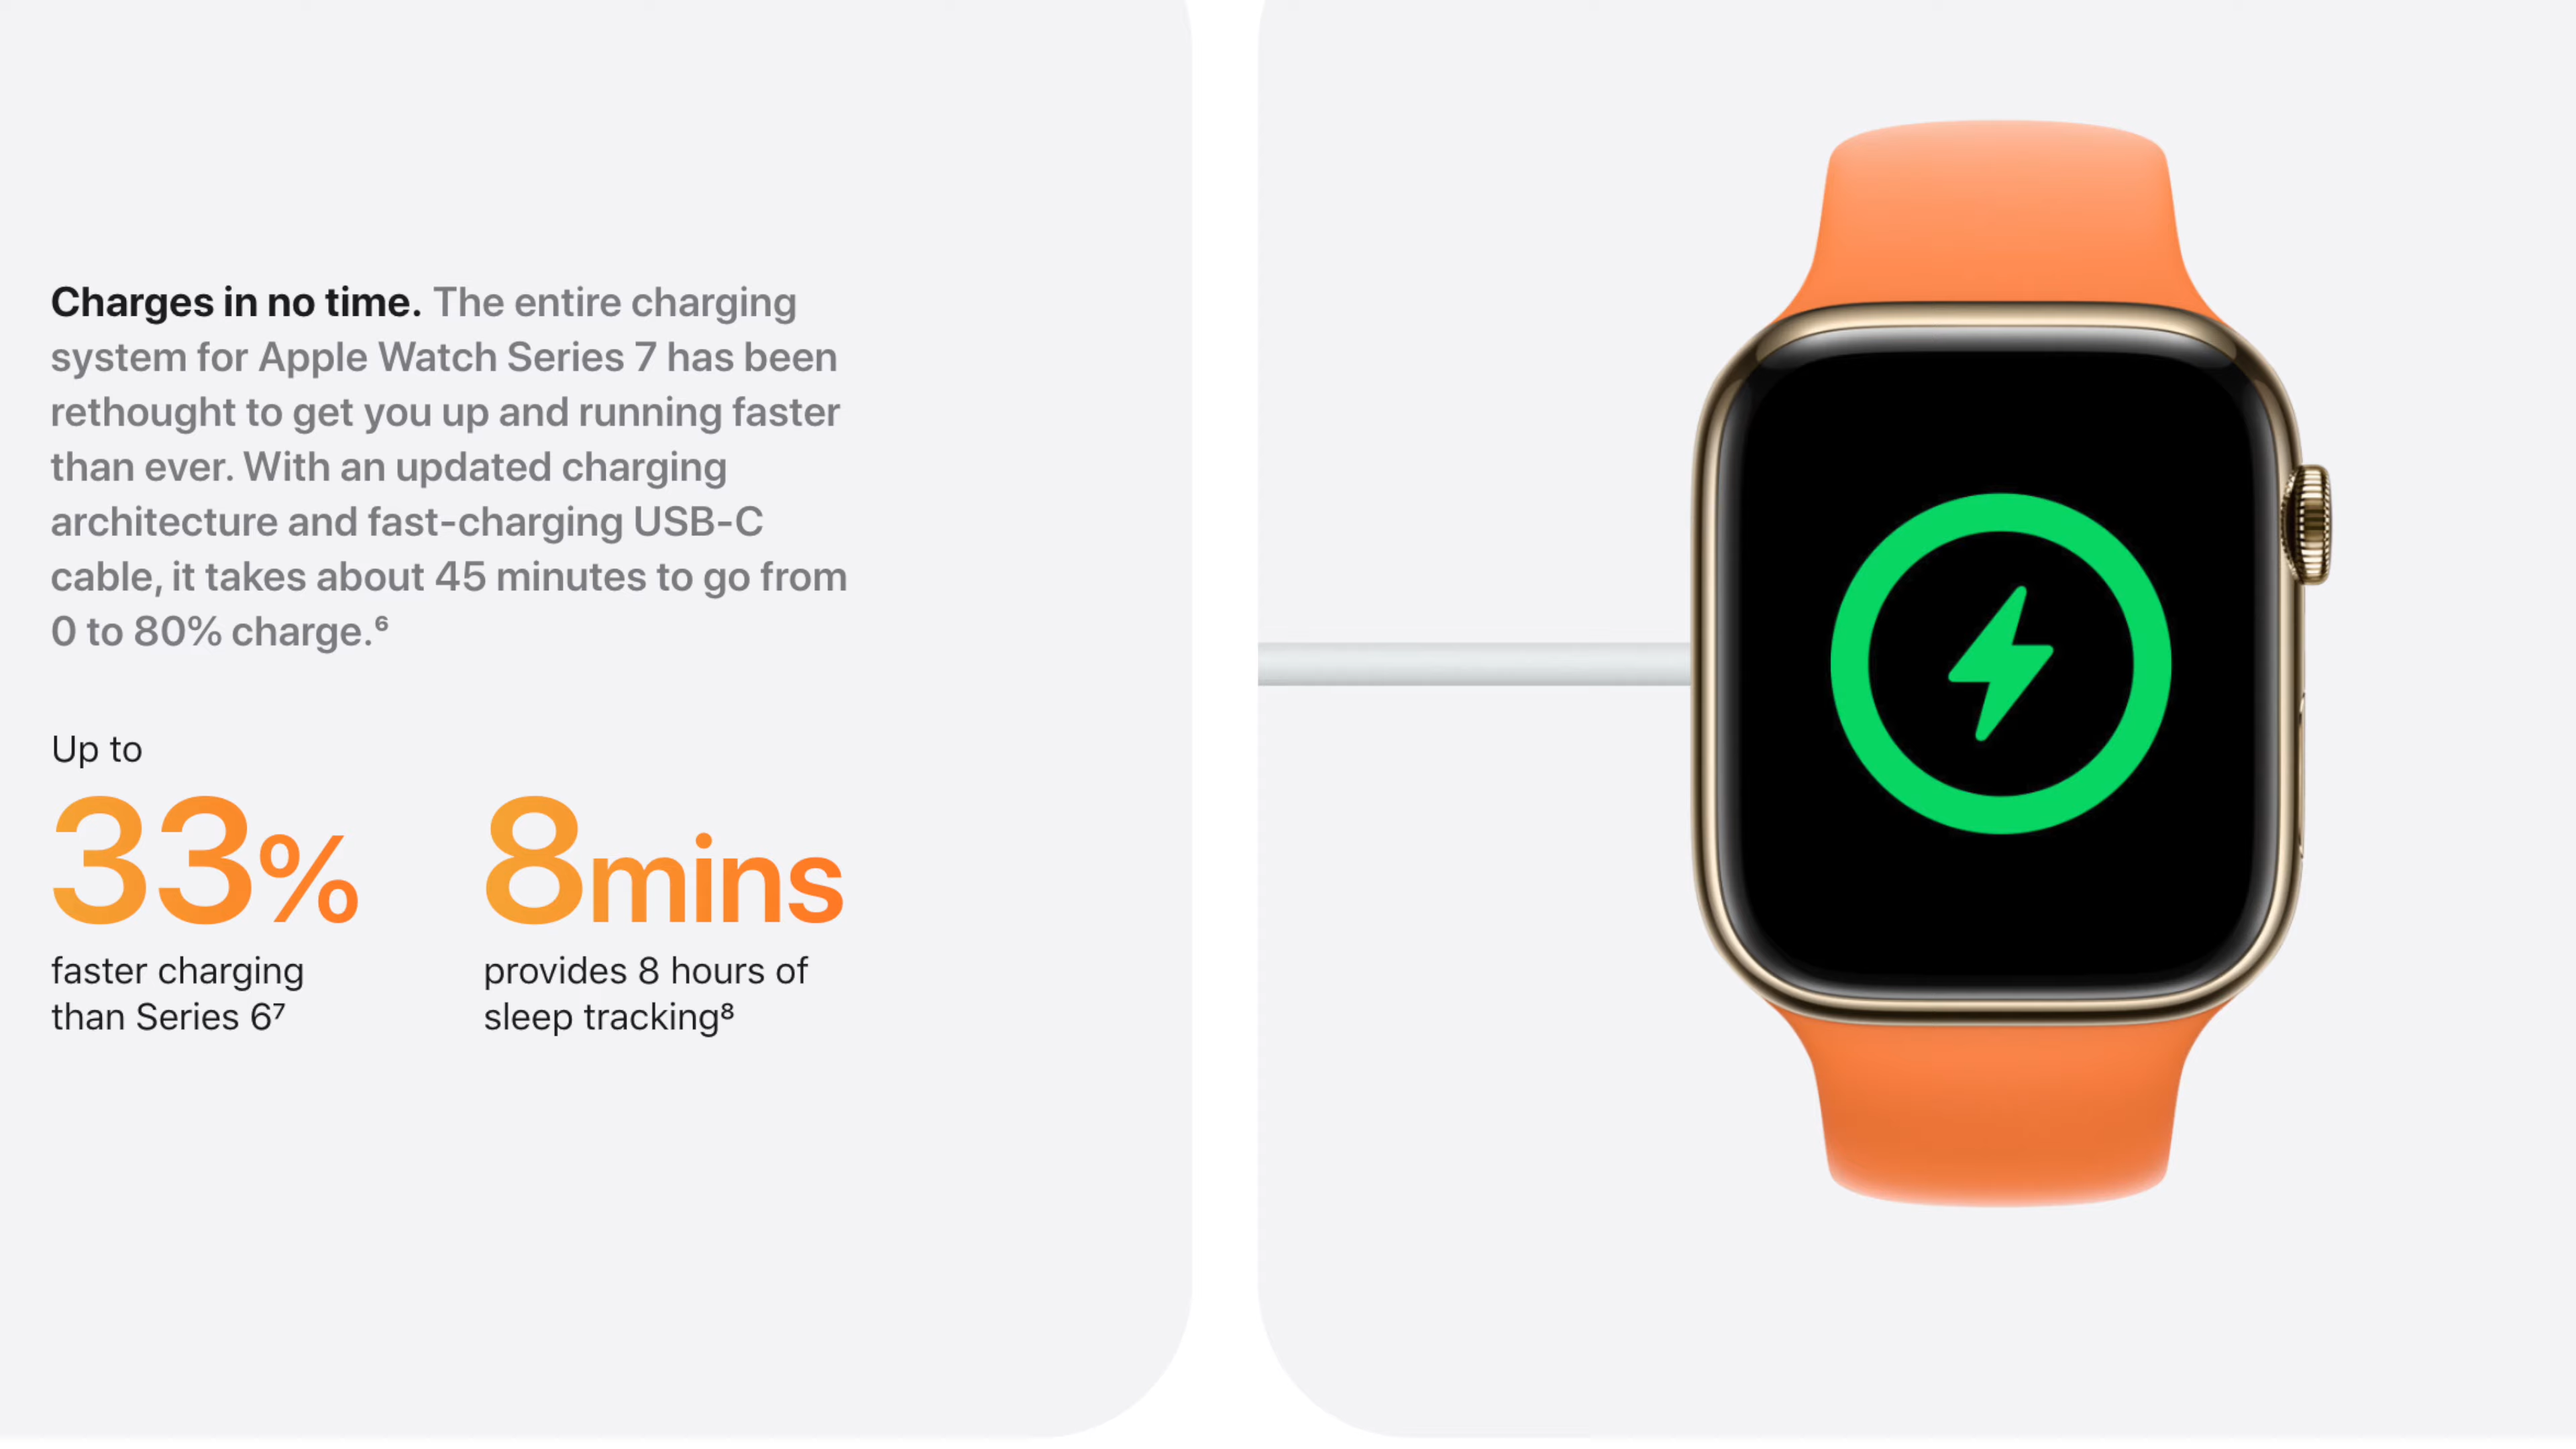 Charges in no time. The entire charging
system for Apple Watch Series 7 has been
rethought to get you up and running faster
than ever. With an updated charging
architecture and fast-charging USB-C
cable, it takes about 45 minutes to go from
0 to 80% charge.⁶
Up to
33%
faster charging
than Series 6⁷
8mins
provides 8 hours of
sleep tracking⁸